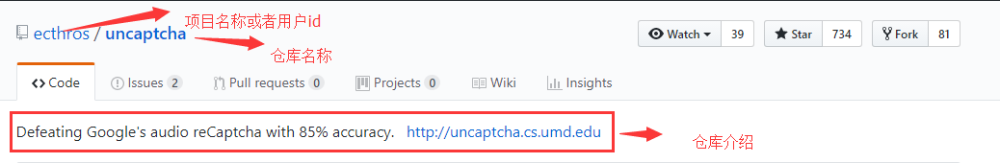 项目名称或者用户id
ecthros / uncaptcha
Watch 39 Star 734 Fork 81
仓库名称
Code Issues 2 Pull requests 0 Projects 0 Wiki Insights
Defeating Google's audio reCaptcha with 85% accuracy. http://uncaptcha.cs.umd.edu
仓库介绍